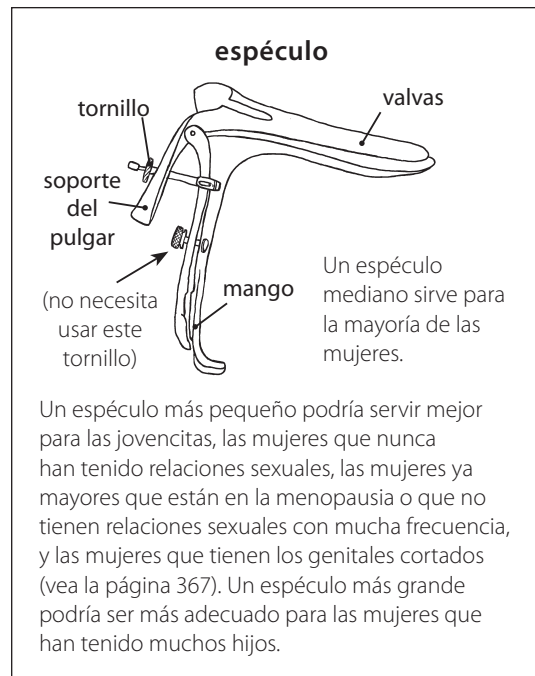 espéculo
tornillo
valvas
soporte
del
pulgar
(no necesita
usar este
tornillo)
mango
Un espéculo
mediano sirve para
la mayoría de las
mujeres.
Un espéculo más pequeño podría servir mejor
para las jovencitas, las mujeres que nunca
han tenido relaciones sexuales, las mujeres ya
mayores que están en la menopausia o que no
tienen relaciones sexuales con mucha frecuencia,
y las mujeres que tienen los genitales cortados
(vea la página 367). Un espéculo más grande
podría ser más adecuado para las mujeres que
han tenido muchos hijos.